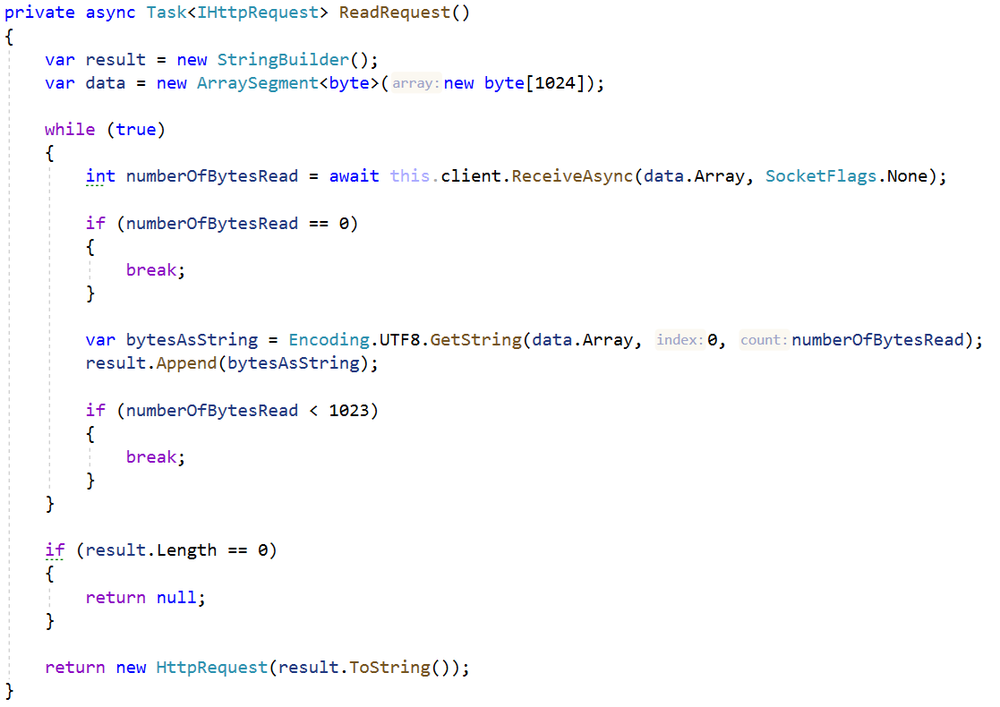 private async Task<IHttpRequest> ReadRequest()
{
    var result = new StringBuilder();
    var data = new ArraySegment<byte>(array: new byte[1024]);

    while (true)
    {
        int numberOfBytesRead = await this.client.ReceiveAsync(data.Array, SocketFlags.None);

        if (numberOfBytesRead == 0)
        {
            break;
        }

        var bytesAsString = Encoding.UTF8.GetString(data.Array, index: 0, count: numberOfBytesRead);
        result.Append(bytesAsString);

        if (numberOfBytesRead < 1023)
        {
            break;
        }
    }

    if (result.Length == 0)
    {
        return null;
    }

    return new HttpRequest(result.ToString());
}